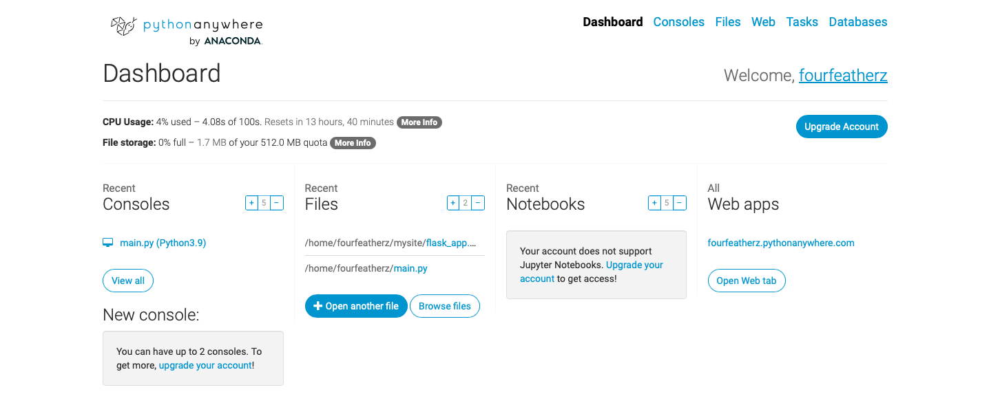 pythonanywhere
by ANACONDA.
Dashboard Consoles Files Web Tasks Databases
Dashboard
Welcome, fourfeatherz
CPU Usage: 4% used – 4.08s of 100s. Resets in 13 hours, 40 minutes More Info
Upgrade Account
File storage: 0% full – 1.7 MB of your 512.0 MB quota More Info
Recent
Consoles
+ 5 −
main.py (Python3.9)
View all
New console:
You can have up to 2 consoles. To
get more, upgrade your account!
Recent
Files
+ 2 −
/home/fourfeatherz/mysite/flask_app....
/home/fourfeatherz/main.py
+ Open another file
Browse files
Recent
Notebooks
+ 5 −
Your account does not support
Jupyter Notebooks. Upgrade your
account to get access!
All
Web apps
fourfeatherz.pythonanywhere.com
Open Web tab